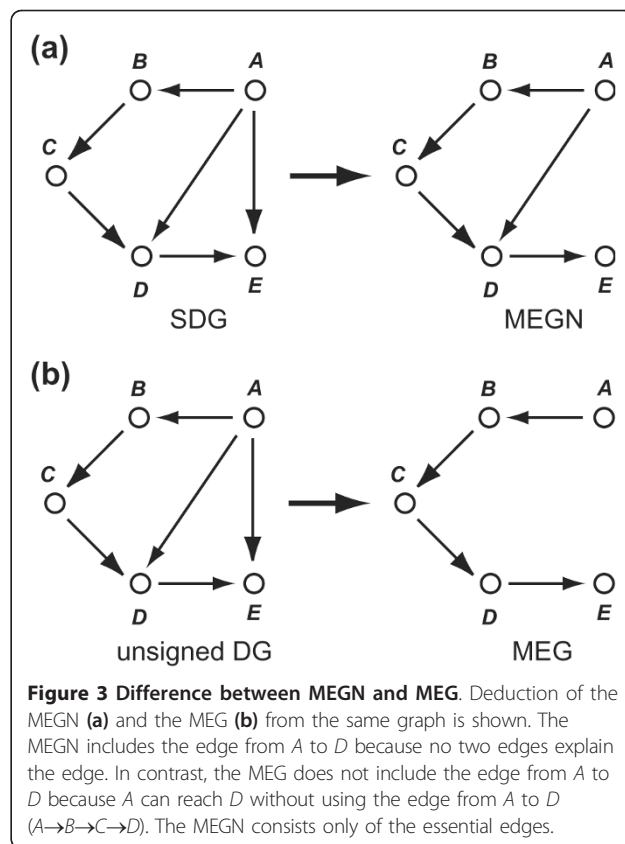 (a)
B A
C
D E
SDG
B A
C
D E
MEGN
(b)
B A
C
D E
unsigned DG
B A
C
D E
MEG
Figure 3 Difference between MEGN and MEG. Deduction of the
MEGN (a) and the MEG (b) from the same graph is shown. The
MEGN includes the edge from A to D because no two edges explain
the edge. In contrast, the MEG does not include the edge from A to
D because A can reach D without using the edge from A to D
(A→B→C→D). The MEGN consists only of the essential edges.